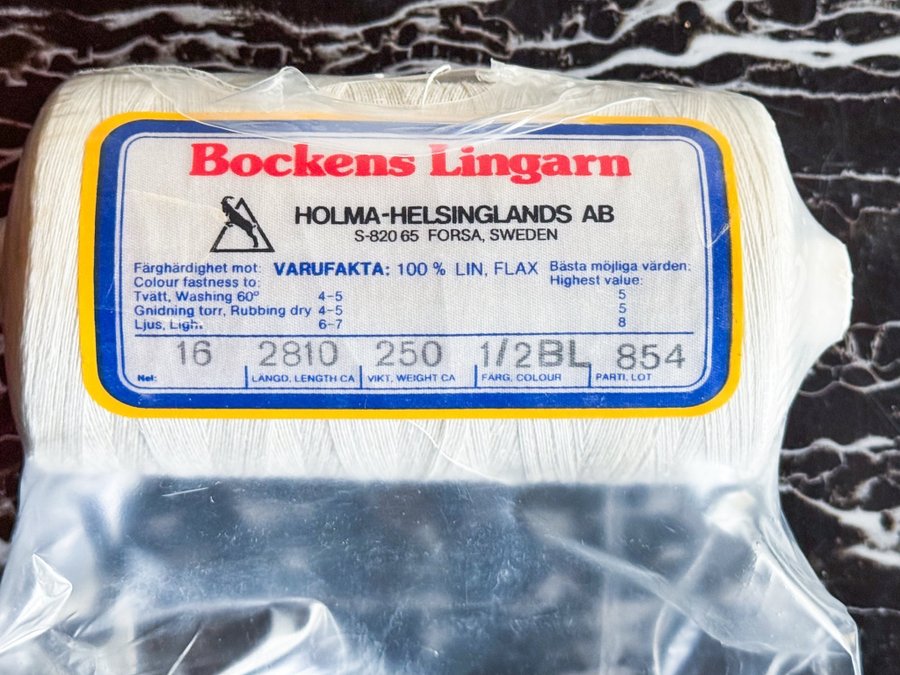 Bockens Lingarn
HOLMA-HELSINGLANDS AB
S-820 65 FORSA, SWEDEN
Färghärdighet mot: VARUFAKTA: 100 % LIN, FLAX Bästa möjliga värden:
Colour fastness to: Highest value:
Tvätt, Washing 60° 4-5 5
Gnidning torr, Rubbing dry 4-5 5
Ljus, Light 6-7 8
16 2810 250 1/2BL 854
Nel: LÄNGD, LENGTH CA VIKT, WEIGHT CA FÄRG, COLOUR PARTI, LOT